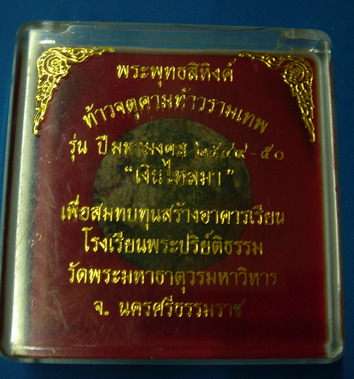 พระพุทธสิหิงค์
ท้าวจตุคามท้าวรามเทพ
รุ่น ปีมหามงคล ๒๕๔๙-๕๐
"เงินไหลมา"
เพื่อสมทบทุนสร้างอาคารเรียน
โรงเรียนพระปริยัติธรรม
วัดพระมหาธาตุวรมหาวิหาร
จ. นครศรีธรรมราช